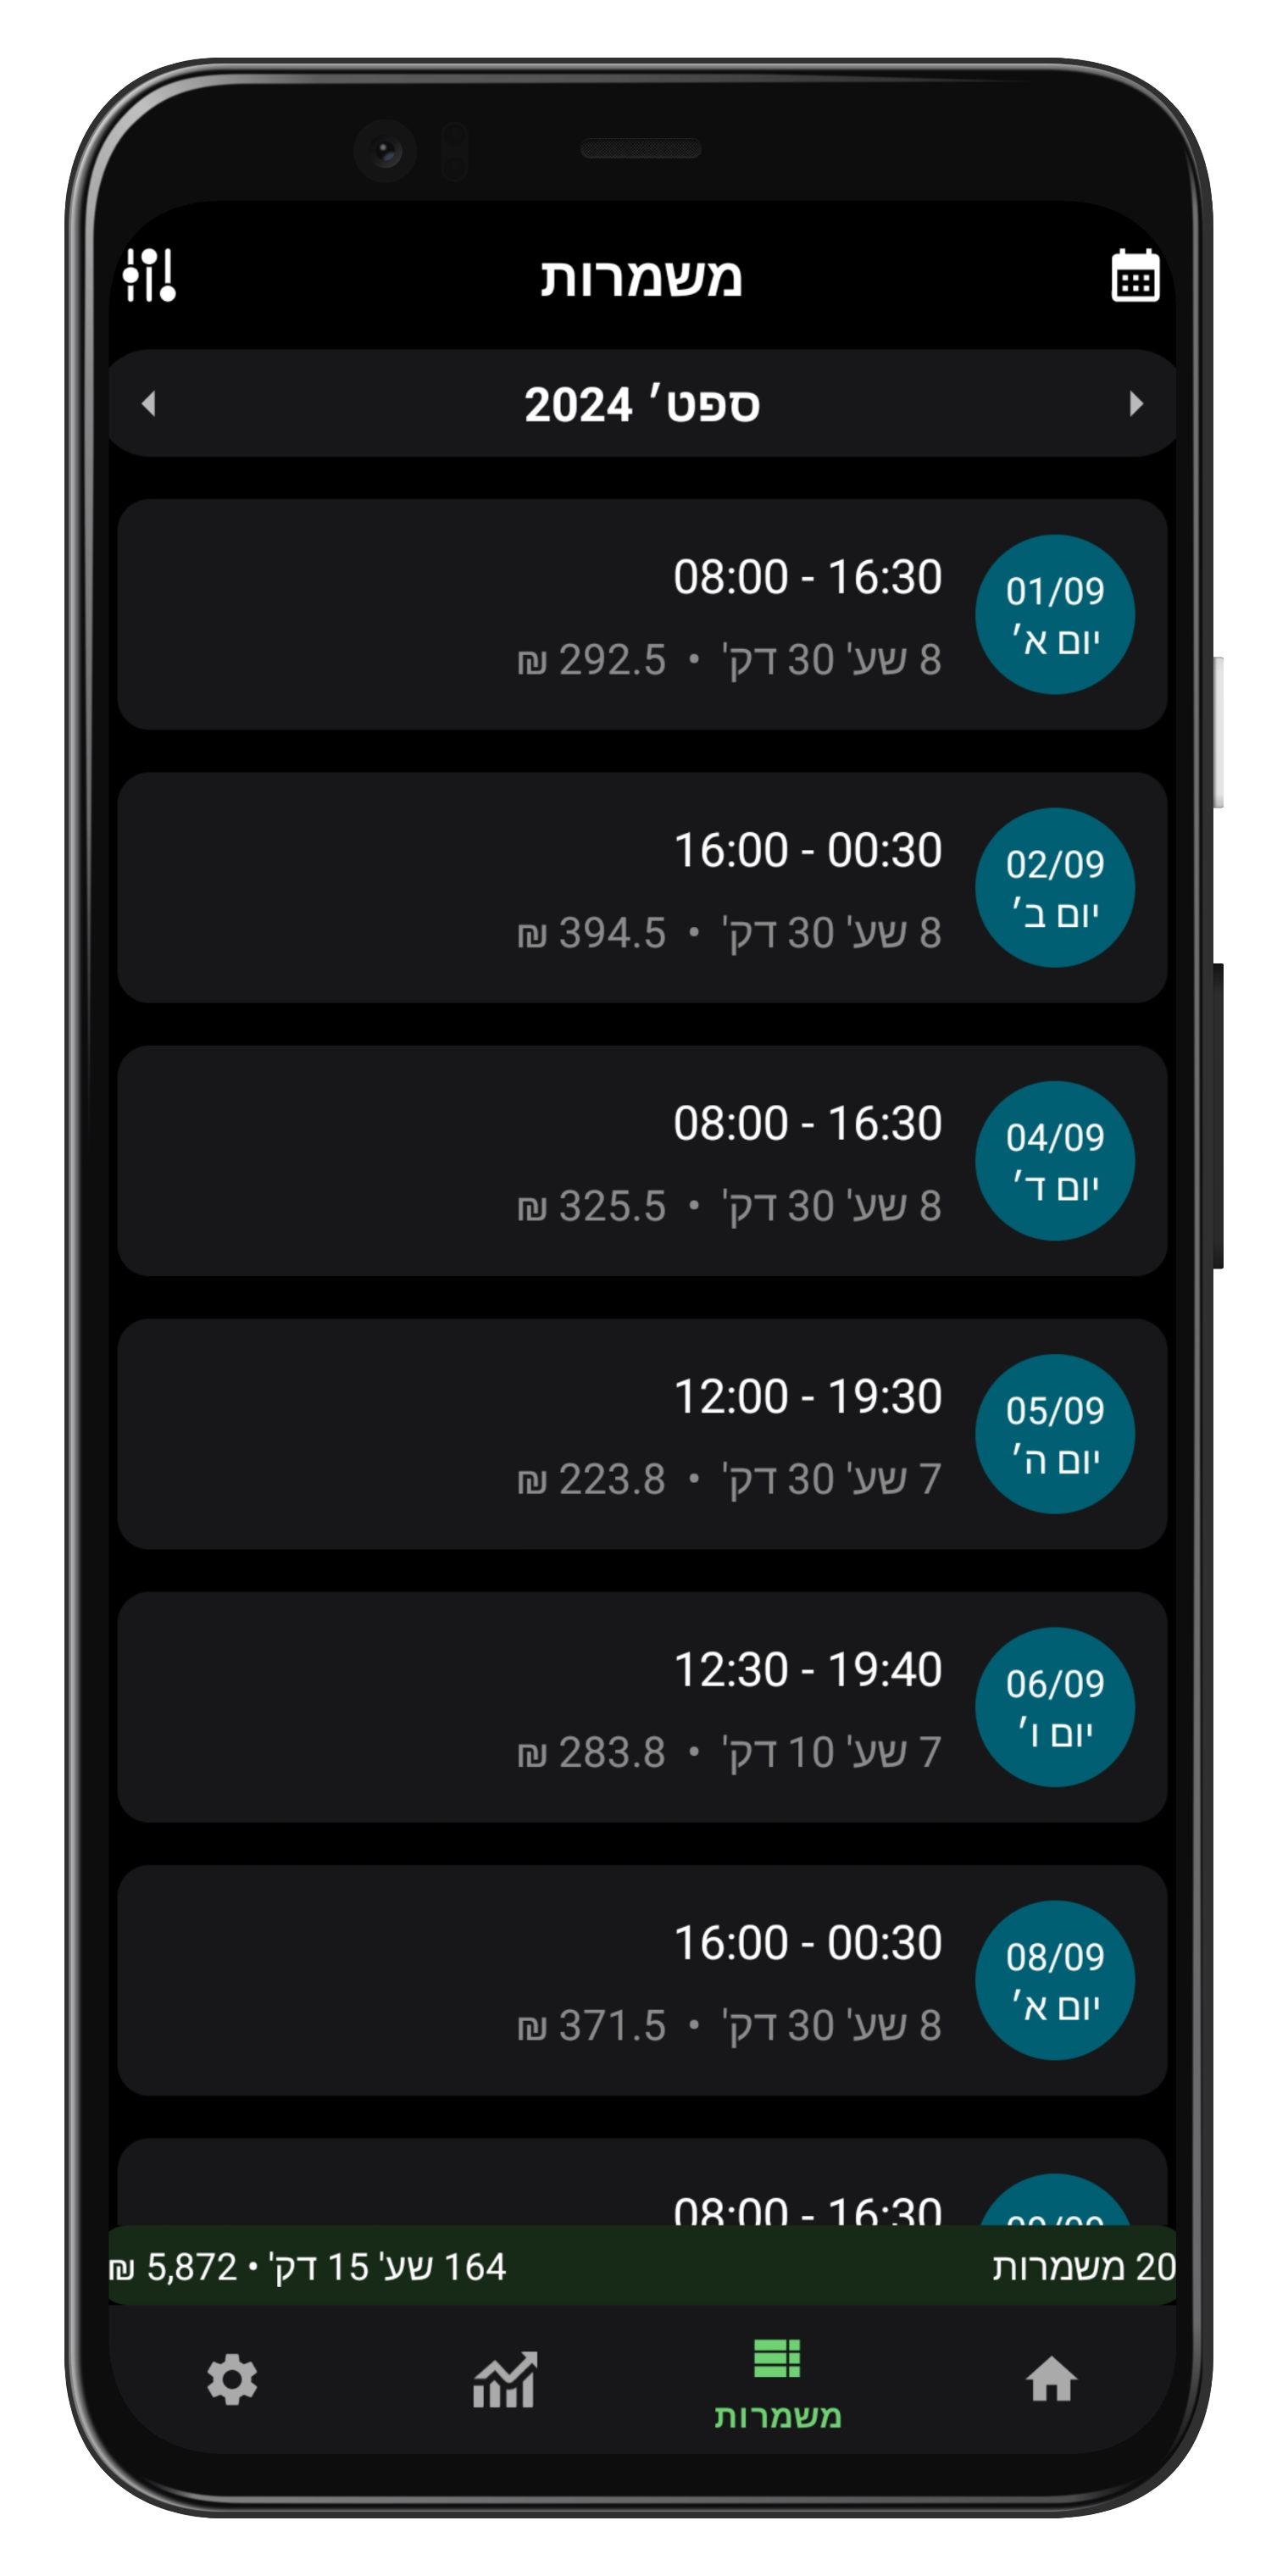 משמרות
ספט׳ 2024
01/09
יום א׳
08:00 - 16:30
8 שע' 30 דק' • 292.5 ₪
02/09
יום ב׳
16:00 - 00:30
8 שע' 30 דק' • 394.5 ₪
04/09
יום ד׳
08:00 - 16:30
8 שע' 30 דק' • 325.5 ₪
05/09
יום ה׳
12:00 - 19:30
7 שע' 30 דק' • 223.8 ₪
06/09
יום ו׳
12:30 - 19:40
7 שע' 10 דק' • 283.8 ₪
08/09
יום א׳
16:00 - 00:30
8 שע' 30 דק' • 371.5 ₪
08:00 - 16:30
20 משמרות
164 שע' 15 דק' • 5,872 ₪
משמרות